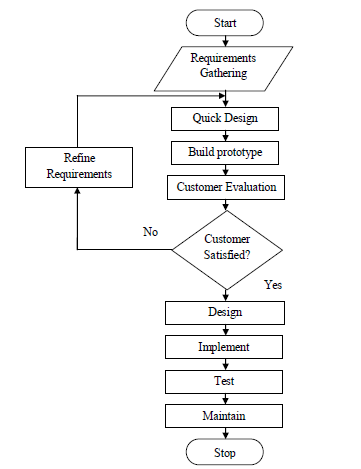 Start
Requirements
Gathering
Quick Design
Build prototype
Refine
Requirements
Customer Evaluation
No
Customer
Satisfied?
Yes
Design
Implement
Test
Maintain
Stop